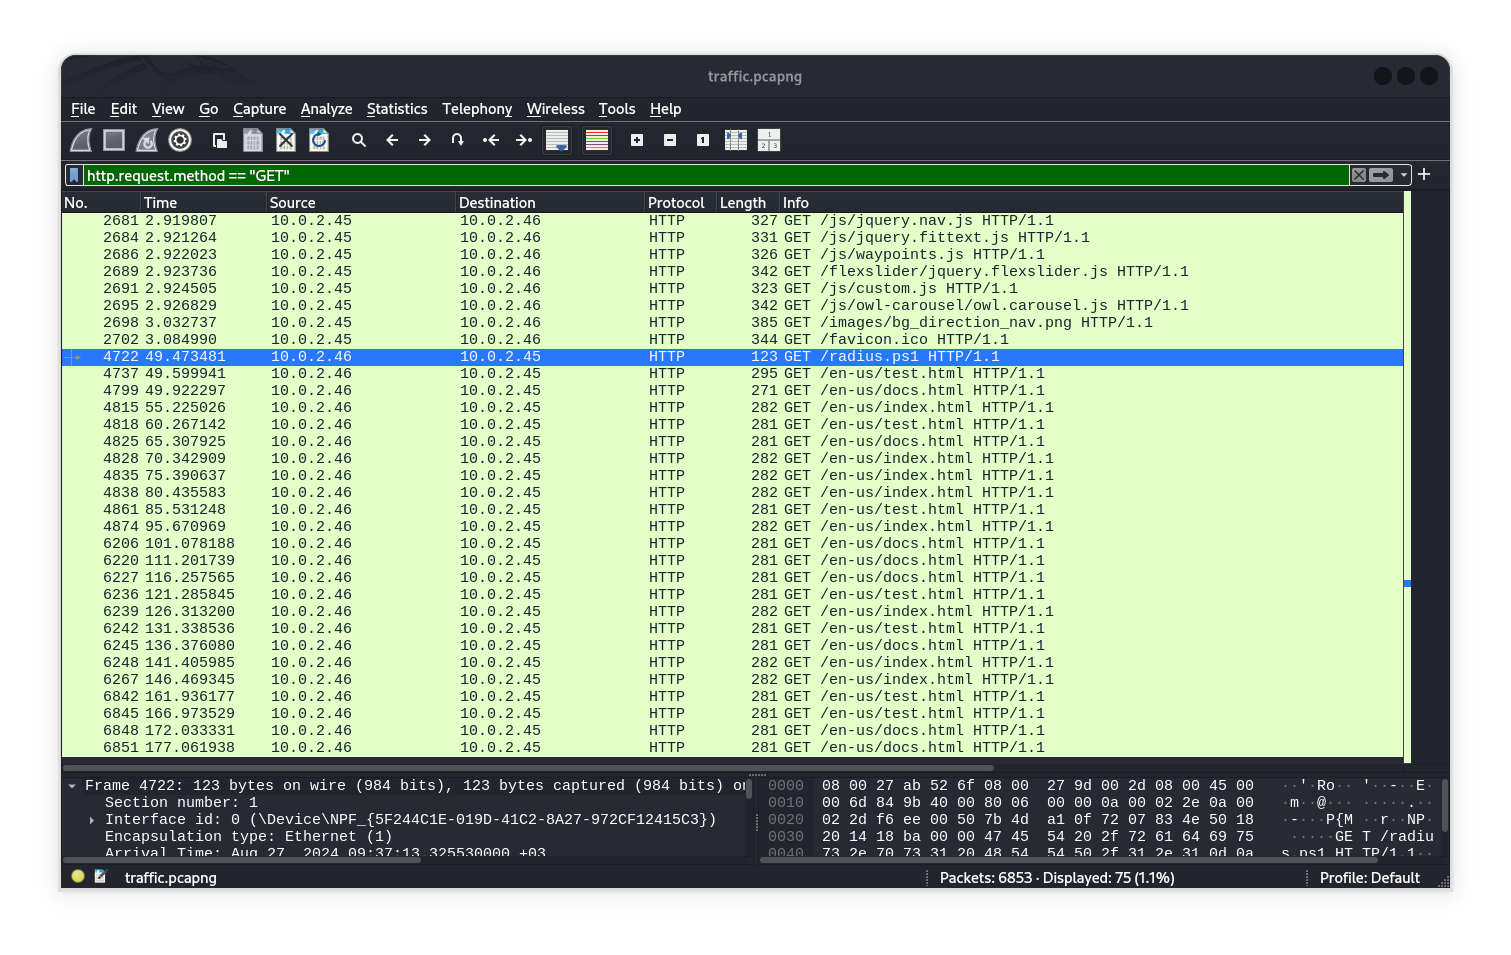 traffic.pcapng
File Edit View Go Capture Analyze Statistics Telephony Wireless Tools Help
http.request.method == "GET"
No. Time Source Destination Protocol Length Info
2681 2.919807 10.0.2.45 10.0.2.46 HTTP 327 GET /js/jquery.nav.js HTTP/1.1
2684 2.921264 10.0.2.45 10.0.2.46 HTTP 331 GET /js/jquery.fittext.js HTTP/1.1
2686 2.922023 10.0.2.45 10.0.2.46 HTTP 326 GET /js/waypoints.js HTTP/1.1
2689 2.923736 10.0.2.45 10.0.2.46 HTTP 342 GET /flexslider/jquery.flexslider.js HTTP/1.1
2691 2.924505 10.0.2.45 10.0.2.46 HTTP 323 GET /js/custom.js HTTP/1.1
2695 2.926829 10.0.2.45 10.0.2.46 HTTP 342 GET /js/owl-carousel/owl.carousel.js HTTP/1.1
2698 3.032737 10.0.2.45 10.0.2.46 HTTP 385 GET /images/bg_direction_nav.png HTTP/1.1
2702 3.084990 10.0.2.45 10.0.2.46 HTTP 344 GET /favicon.ico HTTP/1.1
4722 49.473481 10.0.2.46 10.0.2.45 HTTP 123 GET /radius.ps1 HTTP/1.1
4737 49.599941 10.0.2.46 10.0.2.45 HTTP 295 GET /en-us/test.html HTTP/1.1
4799 49.922297 10.0.2.46 10.0.2.45 HTTP 271 GET /en-us/docs.html HTTP/1.1
4815 55.225026 10.0.2.46 10.0.2.45 HTTP 282 GET /en-us/index.html HTTP/1.1
4818 60.267142 10.0.2.46 10.0.2.45 HTTP 281 GET /en-us/test.html HTTP/1.1
4825 65.307925 10.0.2.46 10.0.2.45 HTTP 281 GET /en-us/docs.html HTTP/1.1
4828 70.342909 10.0.2.46 10.0.2.45 HTTP 282 GET /en-us/index.html HTTP/1.1
4835 75.390637 10.0.2.46 10.0.2.45 HTTP 282 GET /en-us/index.html HTTP/1.1
4838 80.435583 10.0.2.46 10.0.2.45 HTTP 282 GET /en-us/index.html HTTP/1.1
4861 85.531248 10.0.2.46 10.0.2.45 HTTP 281 GET /en-us/test.html HTTP/1.1
4874 95.670969 10.0.2.46 10.0.2.45 HTTP 282 GET /en-us/index.html HTTP/1.1
6206 101.078188 10.0.2.46 10.0.2.45 HTTP 281 GET /en-us/docs.html HTTP/1.1
6220 111.201739 10.0.2.46 10.0.2.45 HTTP 281 GET /en-us/docs.html HTTP/1.1
6227 116.257565 10.0.2.46 10.0.2.45 HTTP 281 GET /en-us/docs.html HTTP/1.1
6236 121.285845 10.0.2.46 10.0.2.45 HTTP 281 GET /en-us/test.html HTTP/1.1
6239 126.313200 10.0.2.46 10.0.2.45 HTTP 282 GET /en-us/index.html HTTP/1.1
6242 131.338536 10.0.2.46 10.0.2.45 HTTP 281 GET /en-us/test.html HTTP/1.1
6245 136.376080 10.0.2.46 10.0.2.45 HTTP 281 GET /en-us/docs.html HTTP/1.1
6248 141.405985 10.0.2.46 10.0.2.45 HTTP 282 GET /en-us/index.html HTTP/1.1
6267 146.469345 10.0.2.46 10.0.2.45 HTTP 282 GET /en-us/index.html HTTP/1.1
6842 161.936177 10.0.2.46 10.0.2.45 HTTP 281 GET /en-us/test.html HTTP/1.1
6845 166.973529 10.0.2.46 10.0.2.45 HTTP 281 GET /en-us/test.html HTTP/1.1
6848 172.033331 10.0.2.46 10.0.2.45 HTTP 281 GET /en-us/docs.html HTTP/1.1
6851 177.061938 10.0.2.46 10.0.2.45 HTTP 281 GET /en-us/docs.html HTTP/1.1
Frame 4722: 123 bytes on wire (984 bits), 123 bytes captured (984 bits) on
Section number: 1
Interface id: 0 (\Device\NPF_{5F244C1E-019D-41C2-8A27-972CF12415C3})
Encapsulation type: Ethernet (1)
Arrival Time: Aug 27, 2024 09:37:13.325530000 +03
0000 08 00 27 ab 52 6f 08 00 27 9d 00 2d 08 00 45 00 ··'·Ro·· '··-··E·
0010 00 6d 84 9b 40 00 80 06 00 00 0a 00 02 2e 0a 00 ·m··@··· ·····.··
0020 02 2d f6 ee 00 50 7b 4d a1 0f 72 07 83 4e 50 18 ·-···P{M ··r··NP·
0030 20 14 18 ba 00 00 47 45 54 20 2f 72 61 64 69 75 ·····GE T /radiu
0040 73 2e 70 73 31 20 48 54 54 50 2f 31 2e 31 0d 0a s.ps1 HT TP/1.1··
traffic.pcapng
Packets: 6853 · Displayed: 75 (1.1%)
Profile: Default